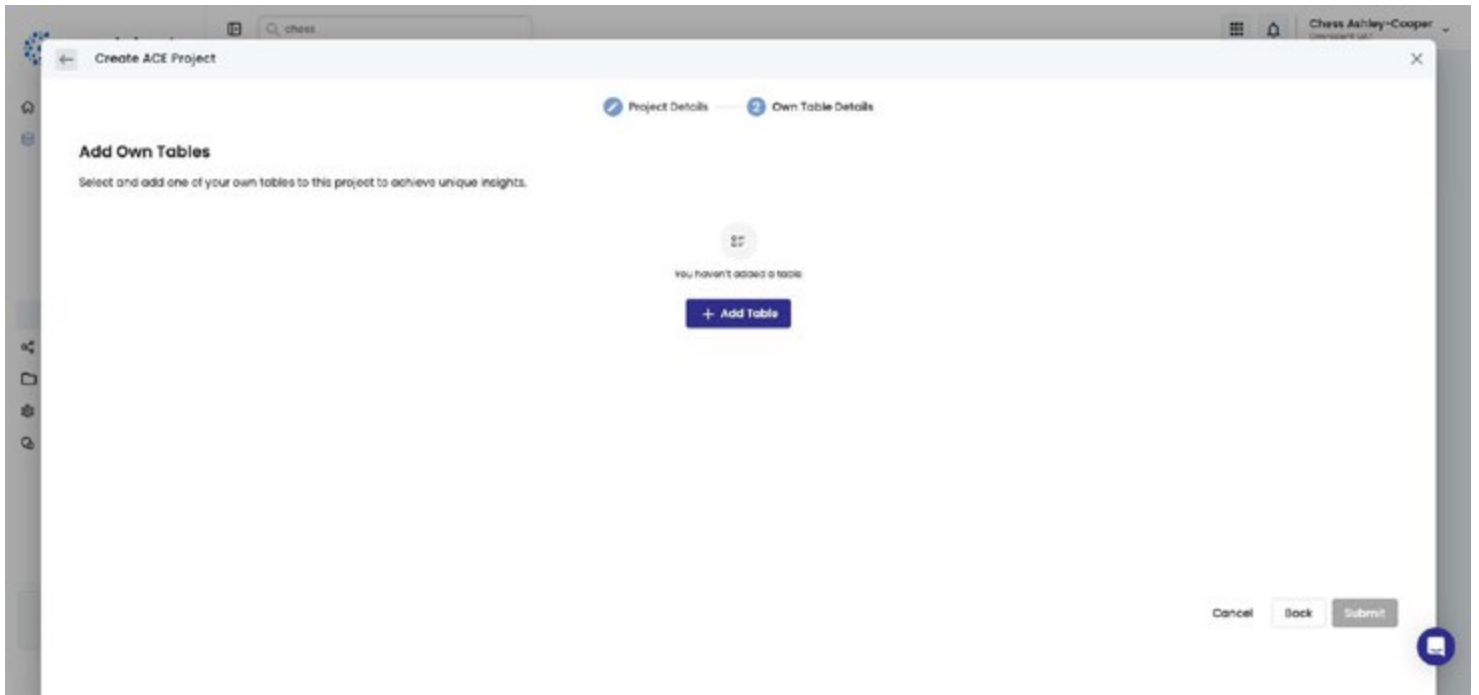 chess
Chess Ashley-Cooper
Create ACE Project
Project Details
2 Own Table Details
Add Own Tables
Select and add one of your own tables to this project to achieve unique insights.
You haven't added a table
+ Add Table
Cancel
Back
Submit